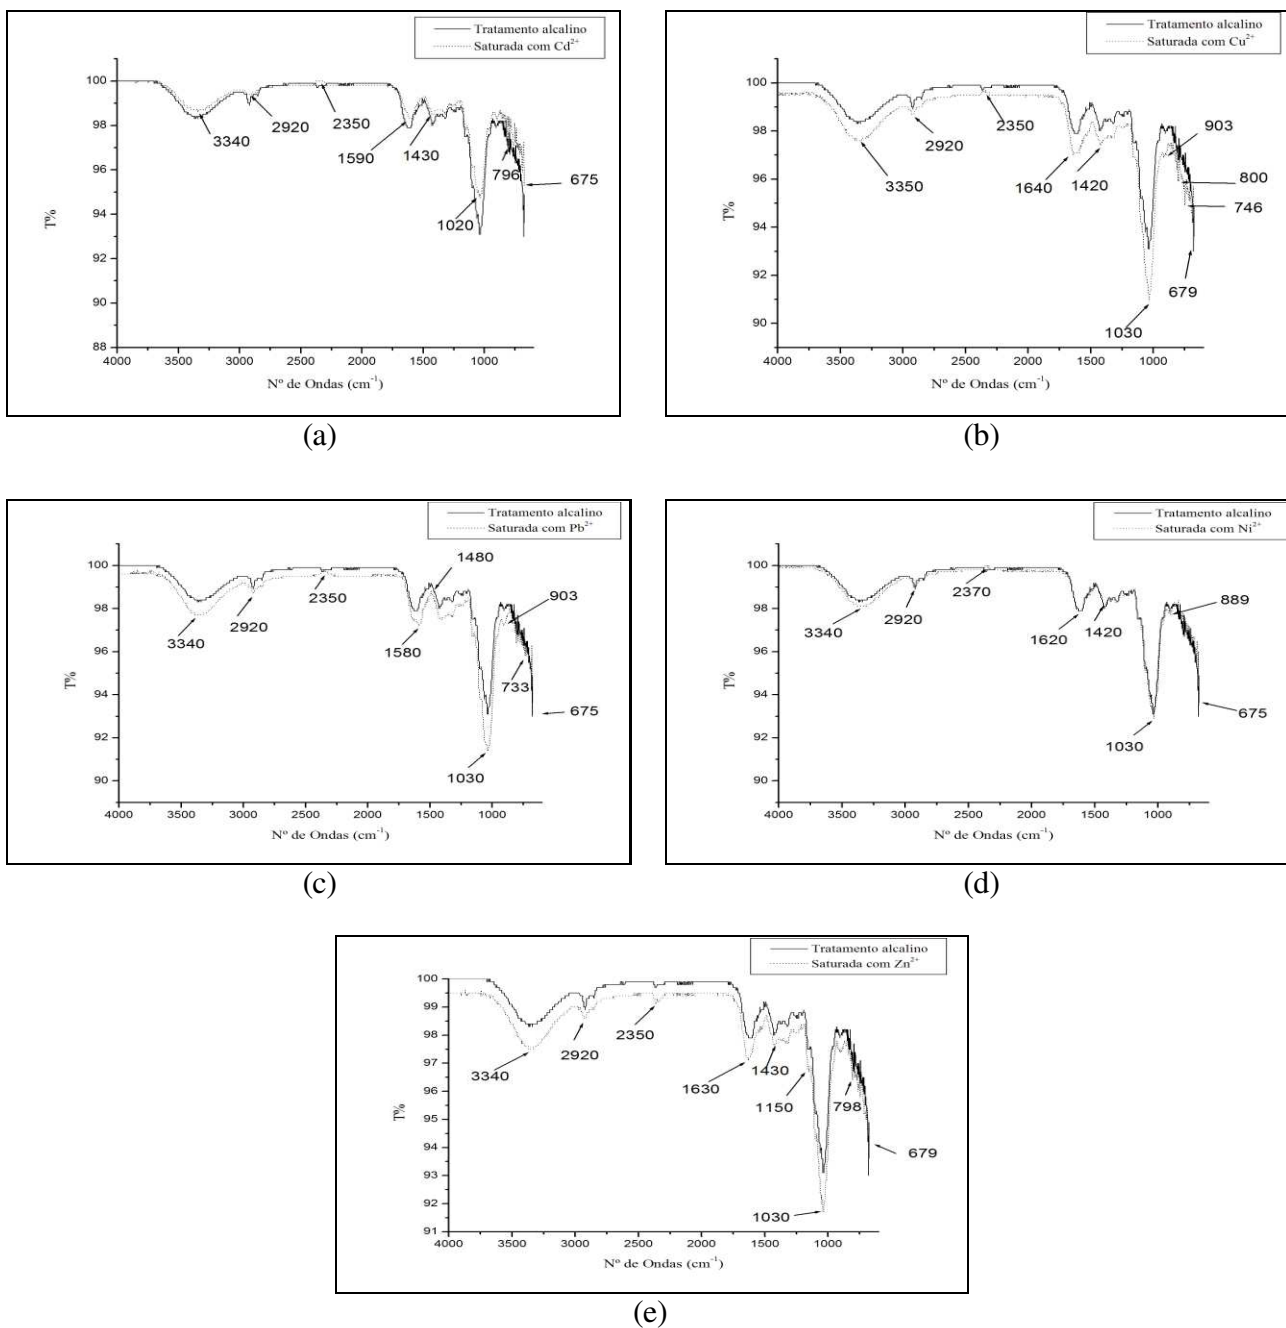 Tratamento alcalino
Saturada com Cd²⁺
100
98
96
94
92
90
88
T%
3340
2920
2350
1590
1430
1020
796
675
4000 3500 3000 2500 2000 1500 1000
Nº de Ondas (cm⁻¹)
(a)
Tratamento alcalino
Saturada com Cu²⁺
100
98
96
94
92
90
T%
3350
2920
2350
1640
1420
1030
903
800
746
679
4000 3500 3000 2500 2000 1500 1000
Nº de Ondas (cm⁻¹)
(b)
Tratamento alcalino
Saturada com Pb²⁺
100
98
96
94
92
90
T%
3340
2920
2350
1580
1480
1030
903
733
675
4000 3500 3000 2500 2000 1500 1000
Nº de Ondas (cm⁻¹)
(c)
Tratamento alcalino
Saturada com Ni²⁺
100
98
96
94
92
90
T%
3340
2920
2370
1620
1420
1030
889
675
4000 3500 3000 2500 2000 1500 1000
Nº de Ondas (cm⁻¹)
(d)
Tratamento alcalino
Saturada com Zn²⁺
100
99
98
97
96
95
94
93
92
91
T%
3340
2920
2350
1630
1430
1150
1030
798
679
4000 3500 3000 2500 2000 1500 1000
Nº de Ondas (cm⁻¹)
(e)